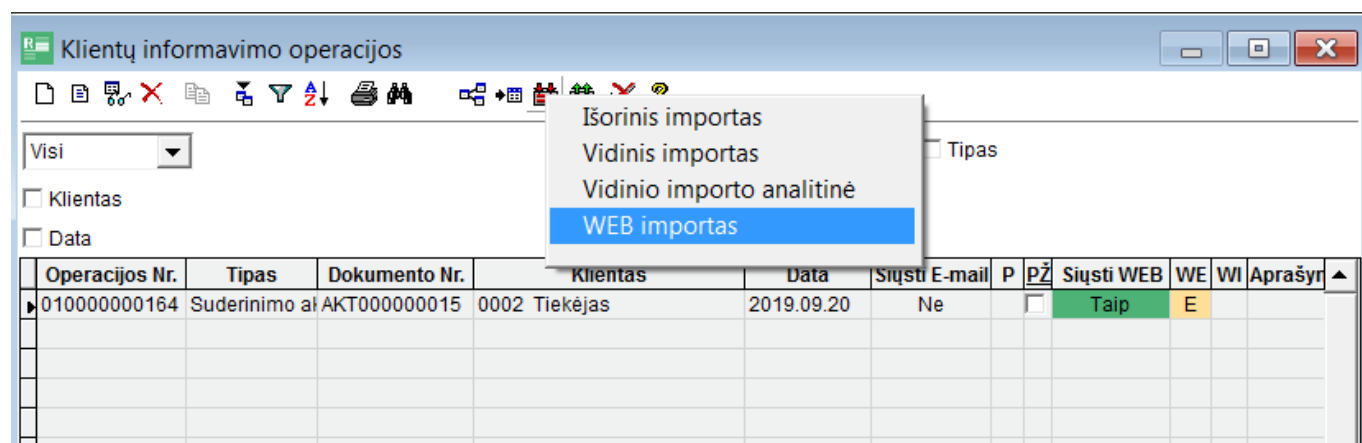 Klientų informavimo operacijos
Išorinis importas
Vidinis importas
Vidinio importo analitinė
WEB importas
Visi
Tipas
Klientas
Data
Operacijos Nr. Tipas Dokumento Nr. Klientas Data Siųsti E-mail P PŽ Siųsti WEB WE WI Aprašyr
010000000164 Suderinimo ak AKT000000015 0002 Tiekėjas 2019.09.20 Ne Taip E